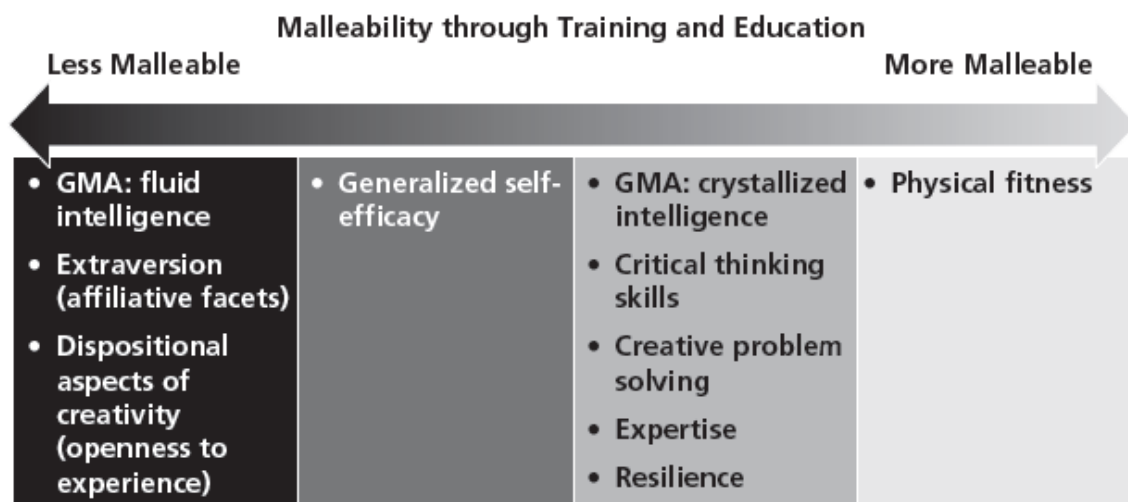 Malleability through Training and Education
Less Malleable
More Malleable
• GMA: fluid
intelligence
• Extraversion
(affiliative facets)
• Dispositional
aspects of
creativity
(openness to
experience)
• Generalized self-
efficacy
• GMA: crystallized
intelligence
• Critical thinking
skills
• Creative problem
solving
• Expertise
• Resilience
• Physical fitness